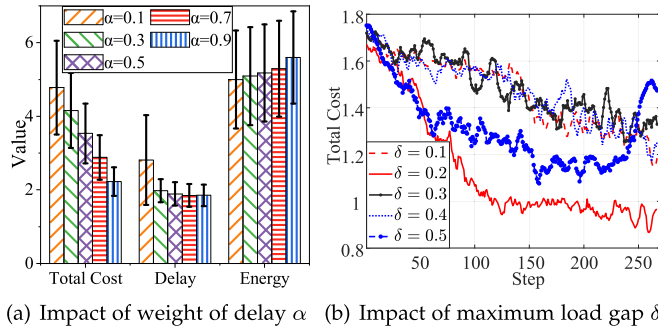 α=0.1 α=0.7
α=0.3 α=0.9
α=0.5
Value
6
4
2
0
Total Cost Delay Energy
(a) Impact of weight of delay α
1.8
1.6
1.4
1.2
1
0.8
Total Cost
δ = 0.1
δ = 0.2
δ = 0.3
δ = 0.4
δ = 0.5
50 100 150 200 250
Step
(b) Impact of maximum load gap δ